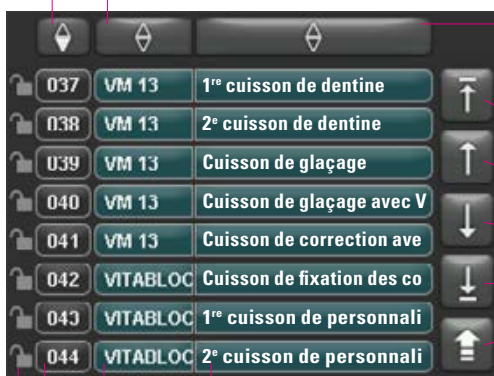 037 VM 13 1re cuisson de dentine
038 VM 13 2e cuisson de dentine
039 VM 13 Cuisson de glaçage
040 VM 13 Cuisson de glaçage avec V
041 VM 13 Cuisson de correction ave
042 VITABLOC Cuisson de fixation des co
043 VITABLOC 1re cuisson de personnali
044 VITABLOC 2e cuisson de personnali